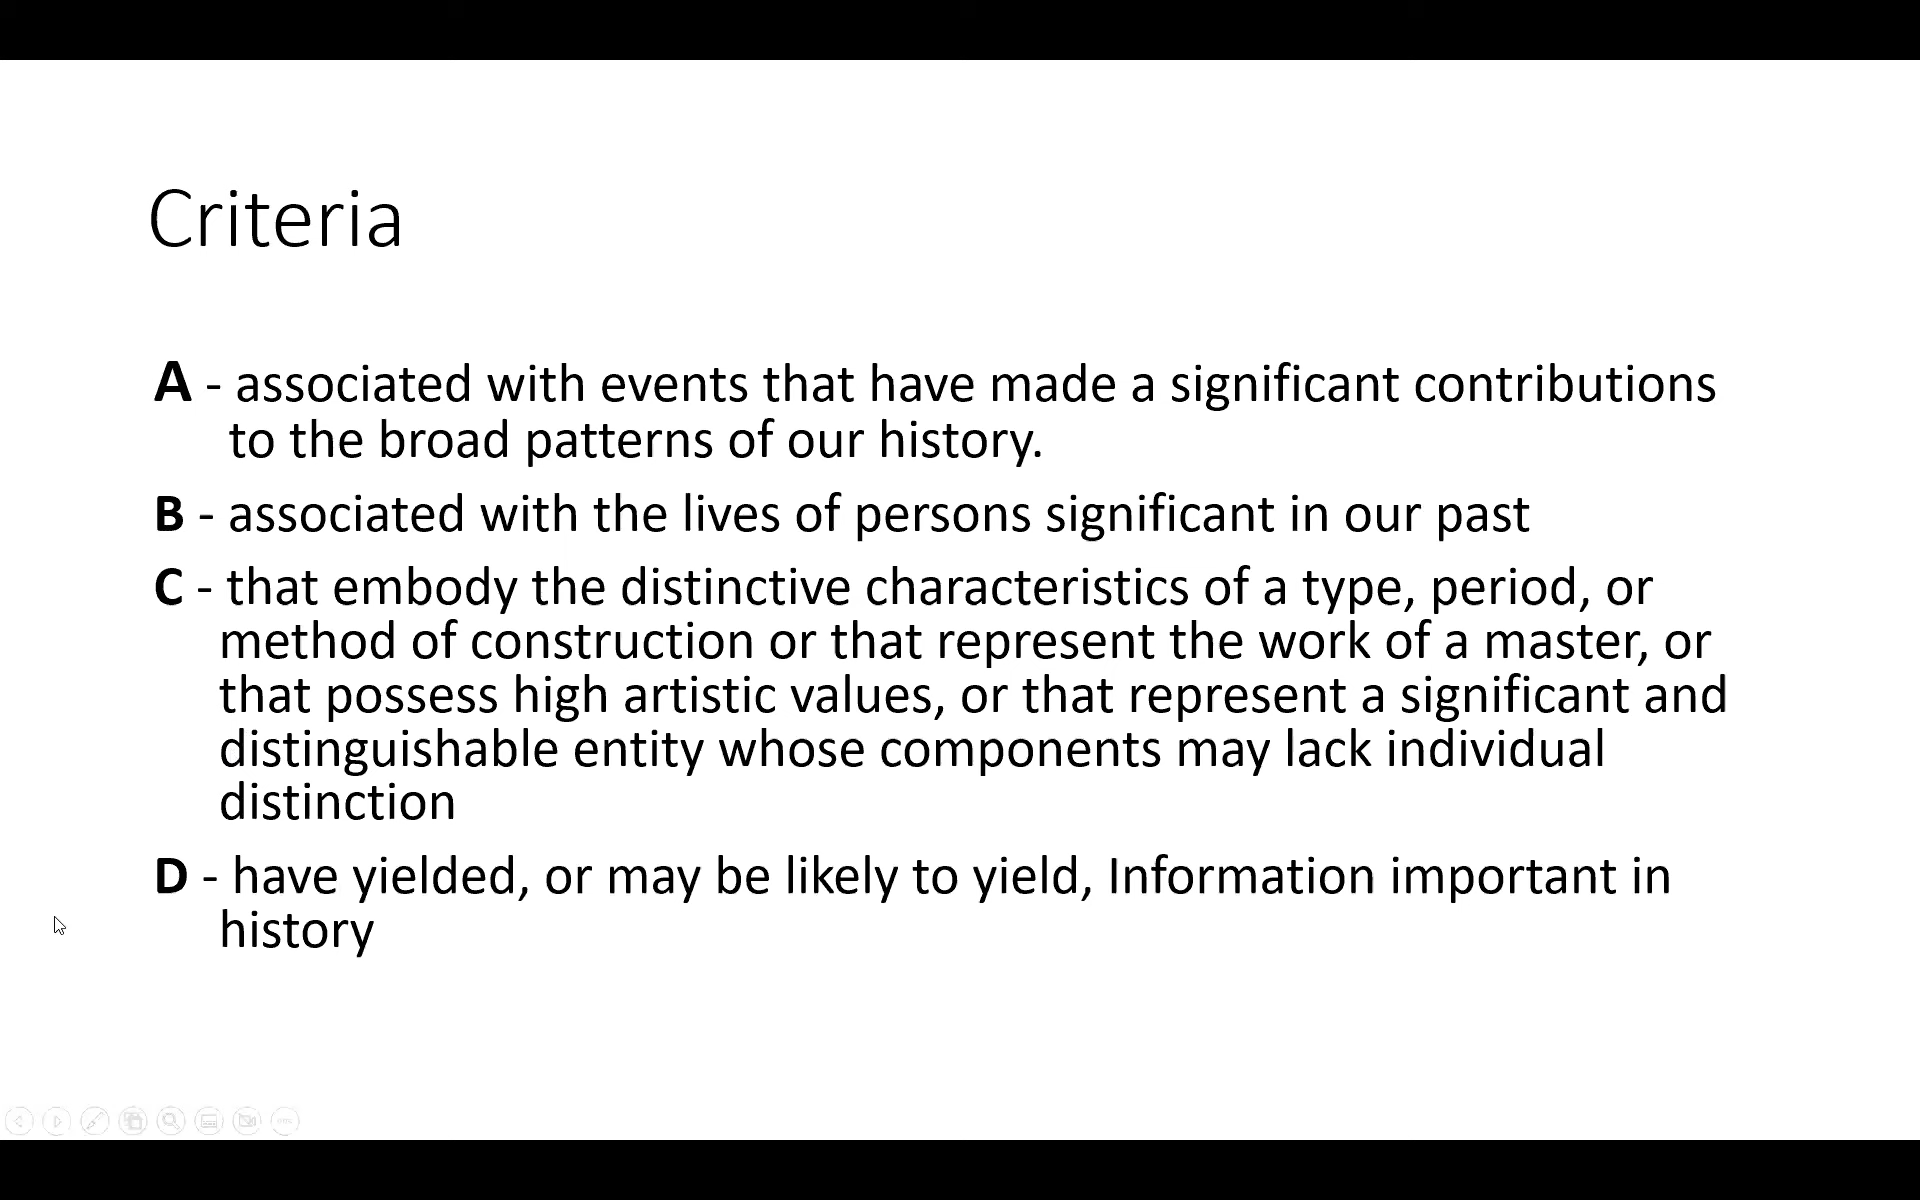 Criteria
A - associated with events that have made a significant contributions
to the broad patterns of our history.
B - associated with the lives of persons significant in our past
C - that embody the distinctive characteristics of a type, period, or
method of construction or that represent the work of a master, or
that possess high artistic values, or that represent a significant and
distinguishable entity whose components may lack individual
distinction
D - have yielded, or may be likely to yield, Information important in
history